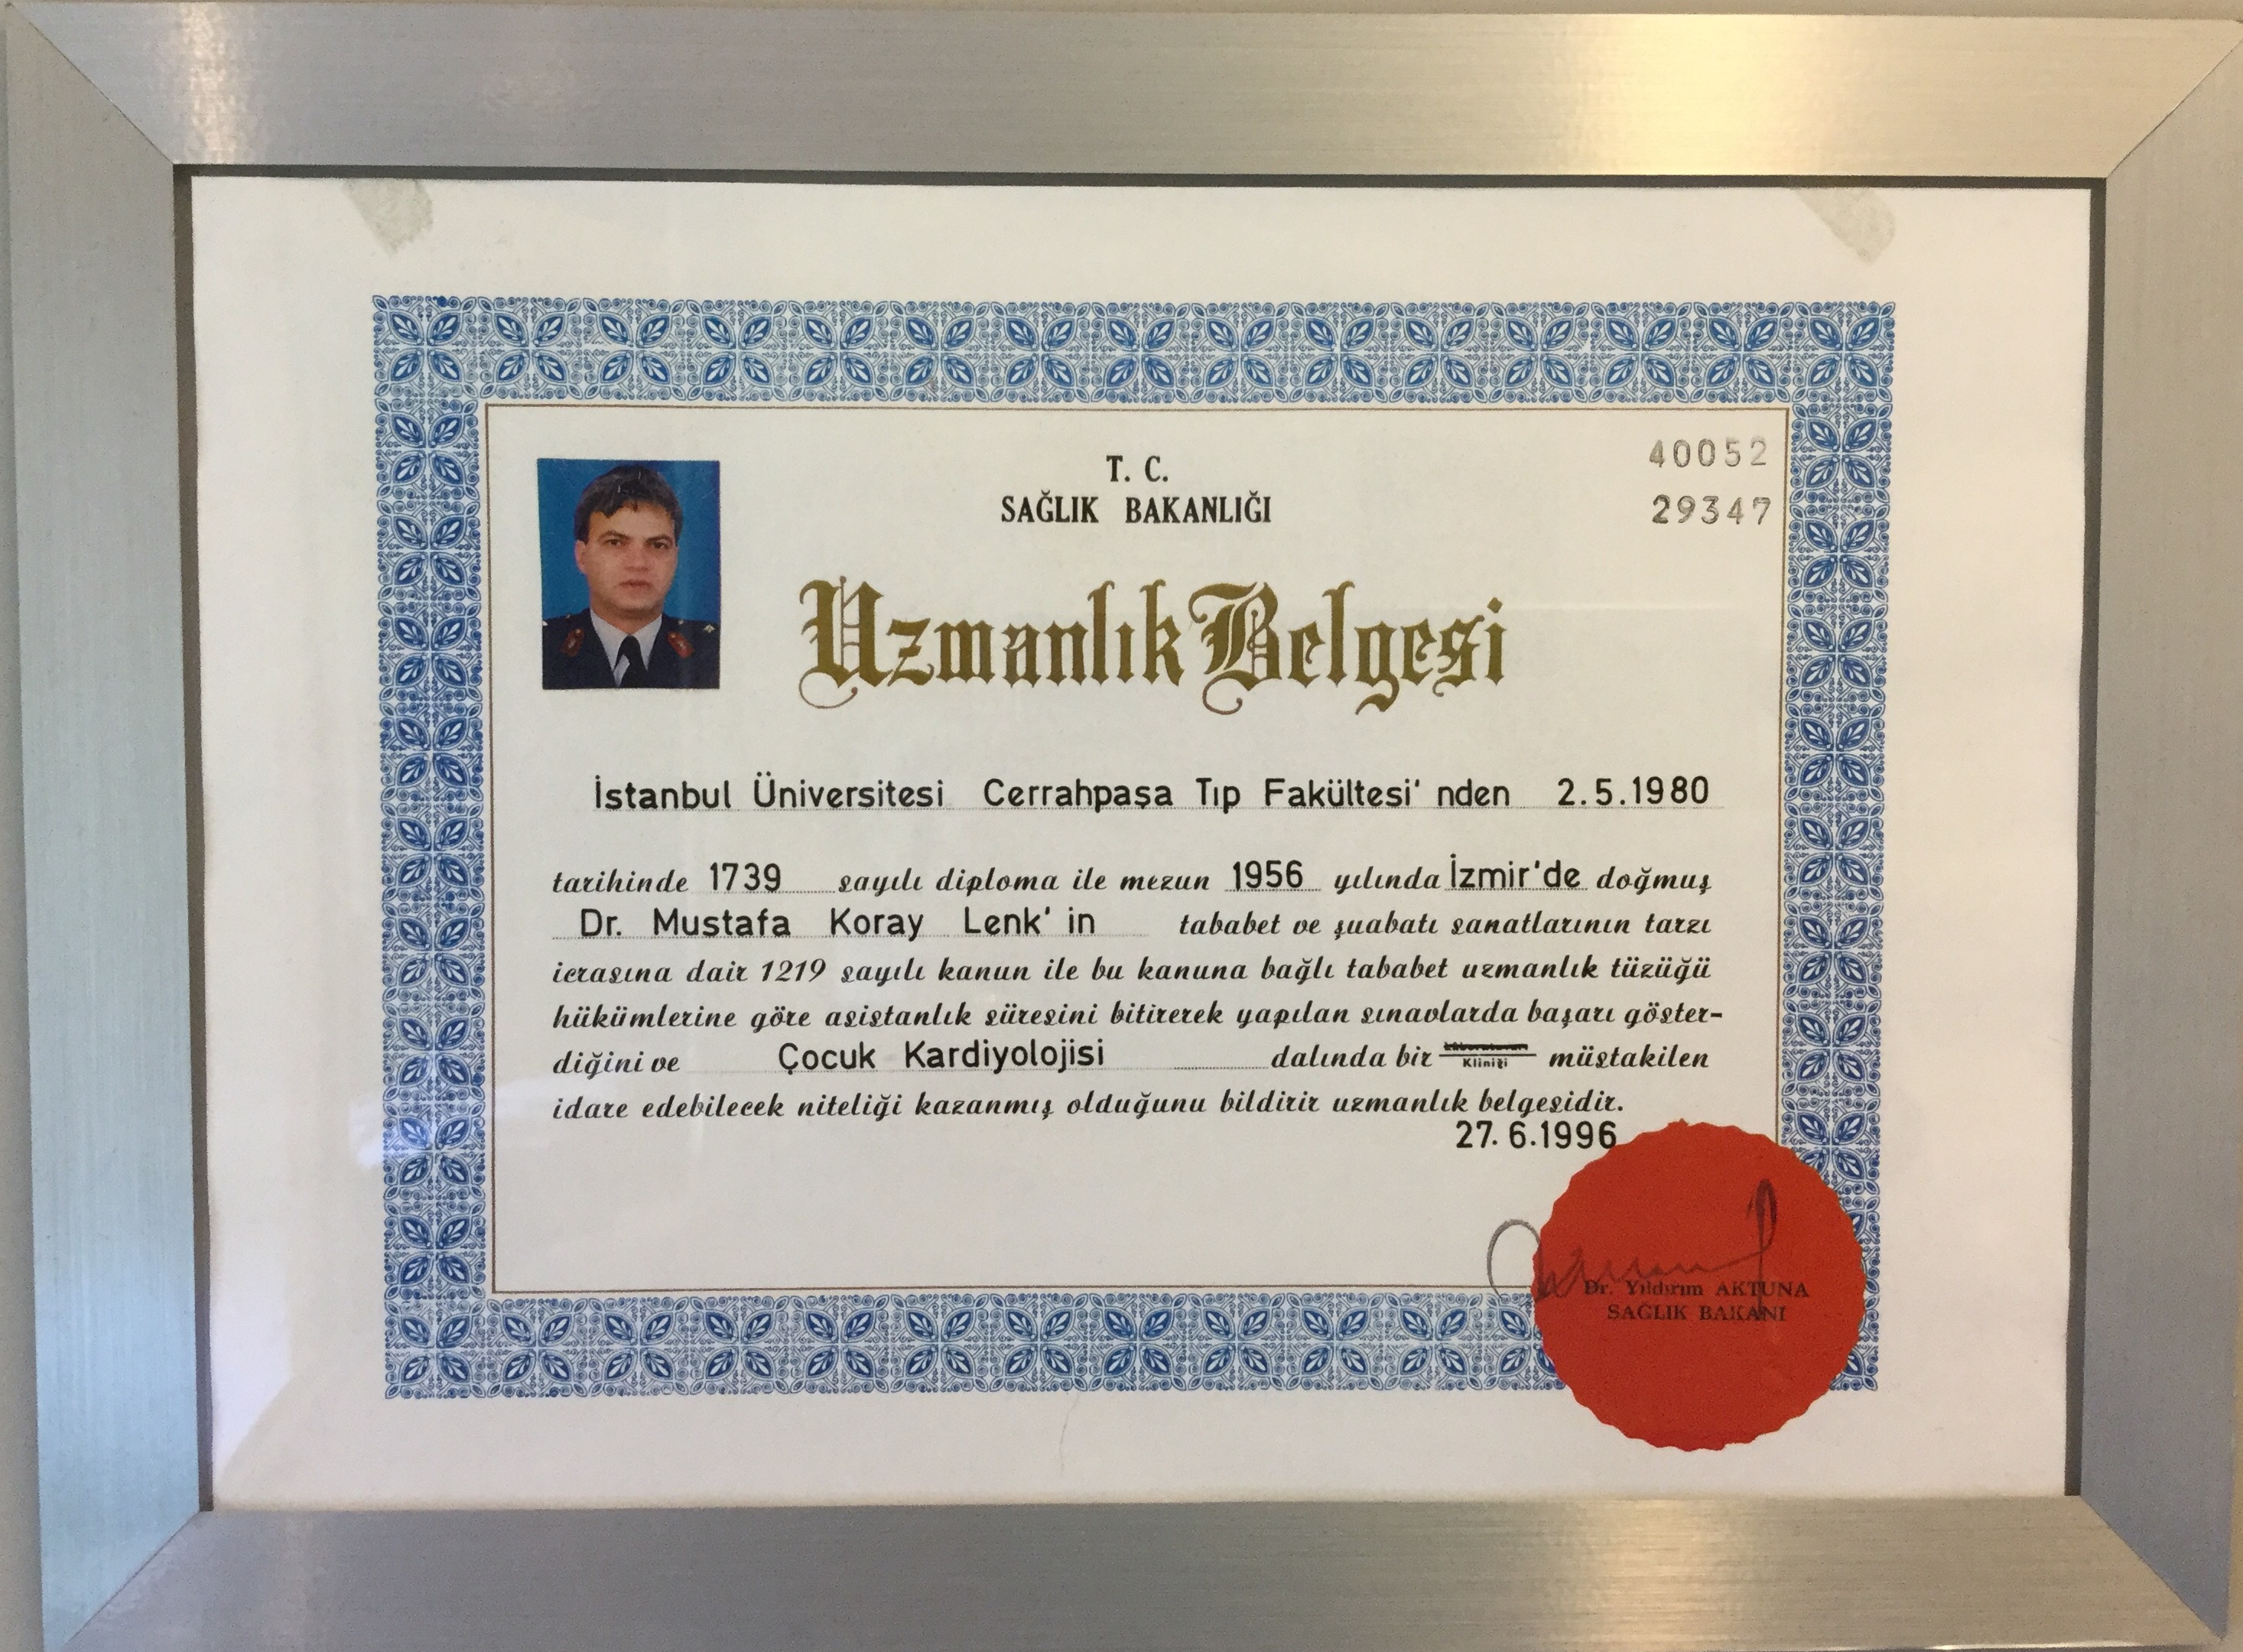 T. C.
SAĞLIK BAKANLIĞI
40052
29347
Uzmanlık Belgesi
İstanbul Üniversitesi Cerrahpaşa Tıp Fakültesi' nden 2.5.1980
tarihinde 1739 sayılı diploma ile mezun 1956 yılında İzmir'de doğmuş
Dr. Mustafa Koray Lenk' in tababet ve şuabatı sanatlarının tarzı
icrasına dair 1219 sayılı kanun ile bu kanuna bağlı tababet uzmanlık tüzüğü
hükümlerine göre asistanlık süresini bitirerek yapılan sınavlarda başarı göster-
diğini ve Çocuk Kardiyolojisi dalında bir Kliniği müstakilen
idare edebilecek niteliği kazanmış olduğunu bildirir uzmanlık belgesidir.
27.6.1996
Dr. Yıldırım AKTUNA
SAĞLIK BAKANI